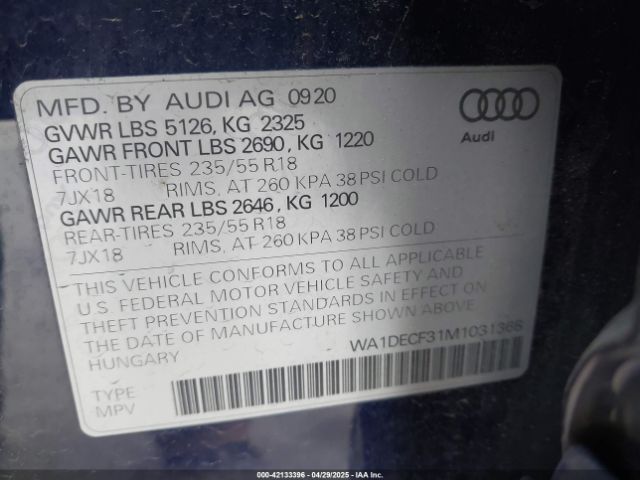 MFD. BY AUDI AG 0920
GVWR LBS 5126, KG 2325
GAWR FRONT LBS 2690, KG 1220
FRONT-TIRES 235/55 R18
7JX18 RIMS, AT 260 KPA 38 PSI COLD
GAWR REAR LBS 2646, KG 1200
REAR-TIRES 235/55 R18
7JX18 RIMS, AT 260 KPA 38 PSI COLD
Audi
THIS VEHICLE CONFORMS TO ALL APPLICABLE
U.S. FEDERAL MOTOR VEHICLE SAFETY AND
THEFT PREVENTION STANDARDS IN EFFECT ON
THE DATE OF MANUFACTURE SHOWN ABOVE
HUNGARY
WA1DECF31M1031366
TYPE
MPV
000-42133396 - 04/29/2025 - IAA Inc.